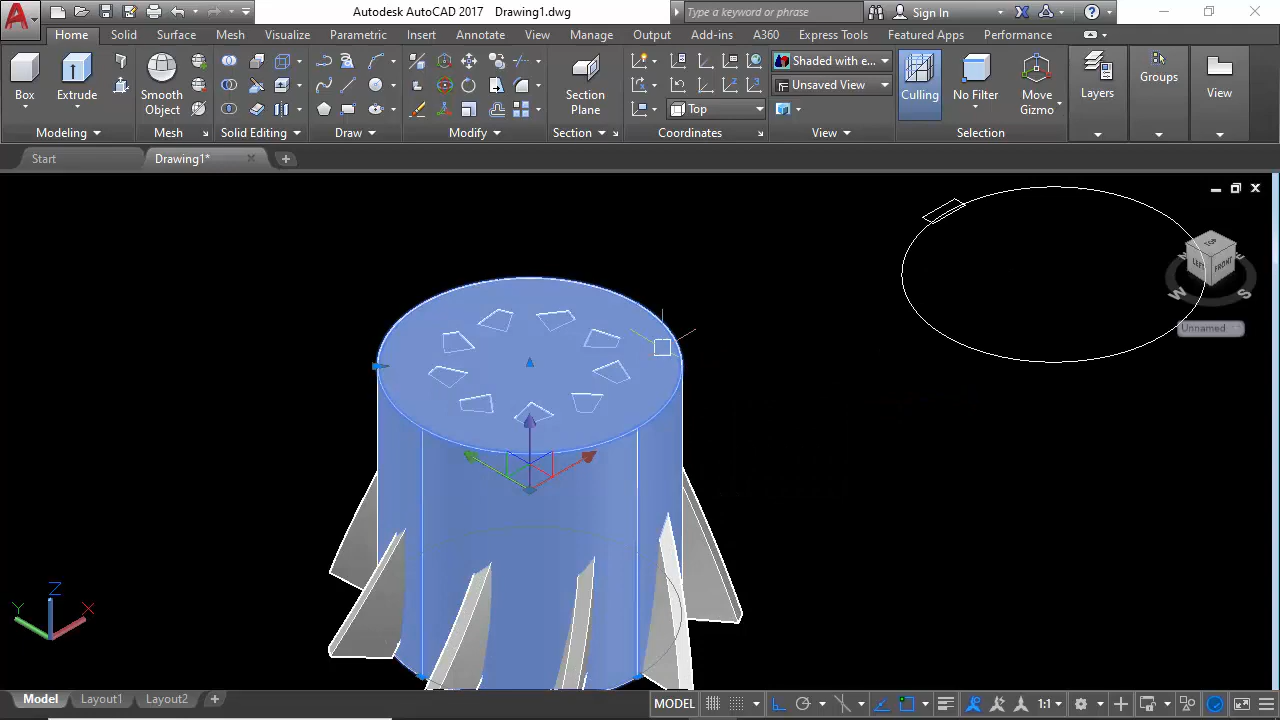 Autodesk AutoCAD 2017 Drawing1.dwg
Type a keyword or phrase
Sign In
Home Solid Surface Mesh Visualize Parametric Insert Annotate View Manage Output Add-ins A360 Express Tools Featured Apps Performance
Box
Extrude
Smooth Object
Section Plane
Shaded with e...
Unsaved View
Top
Culling
No Filter
Move Gizmo
Layers
Groups
View
Modeling Mesh Solid Editing Draw Modify Section Coordinates View Selection
Start
Drawing1*
TOP
LEFT FRONT
W S
Unnamed
Z
Y X
Model Layout1 Layout2
MODEL
1:1